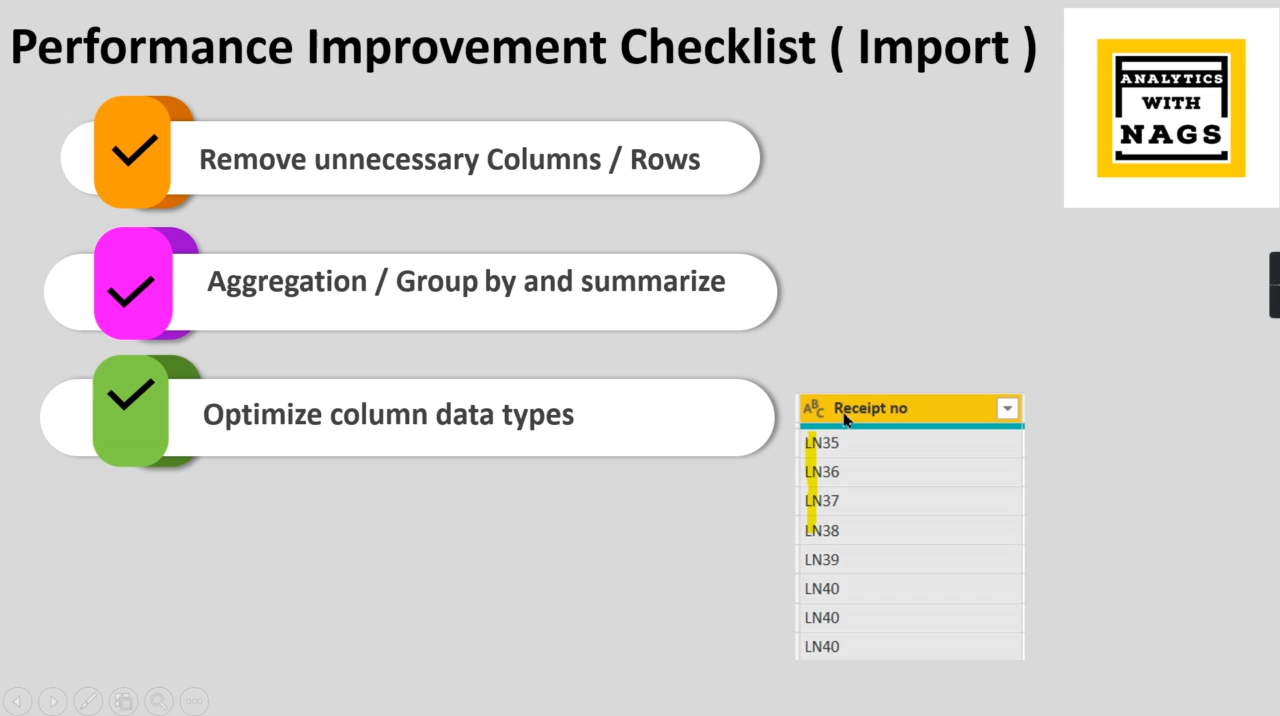 Performance Improvement Checklist ( Import )
ANALYTICS
WITH
NAGS
Remove unnecessary Columns / Rows
Aggregation / Group by and summarize
Optimize column data types
ABC Receipt no
LN35
LN36
LN37
LN38
LN39
LN40
LN40
LN40